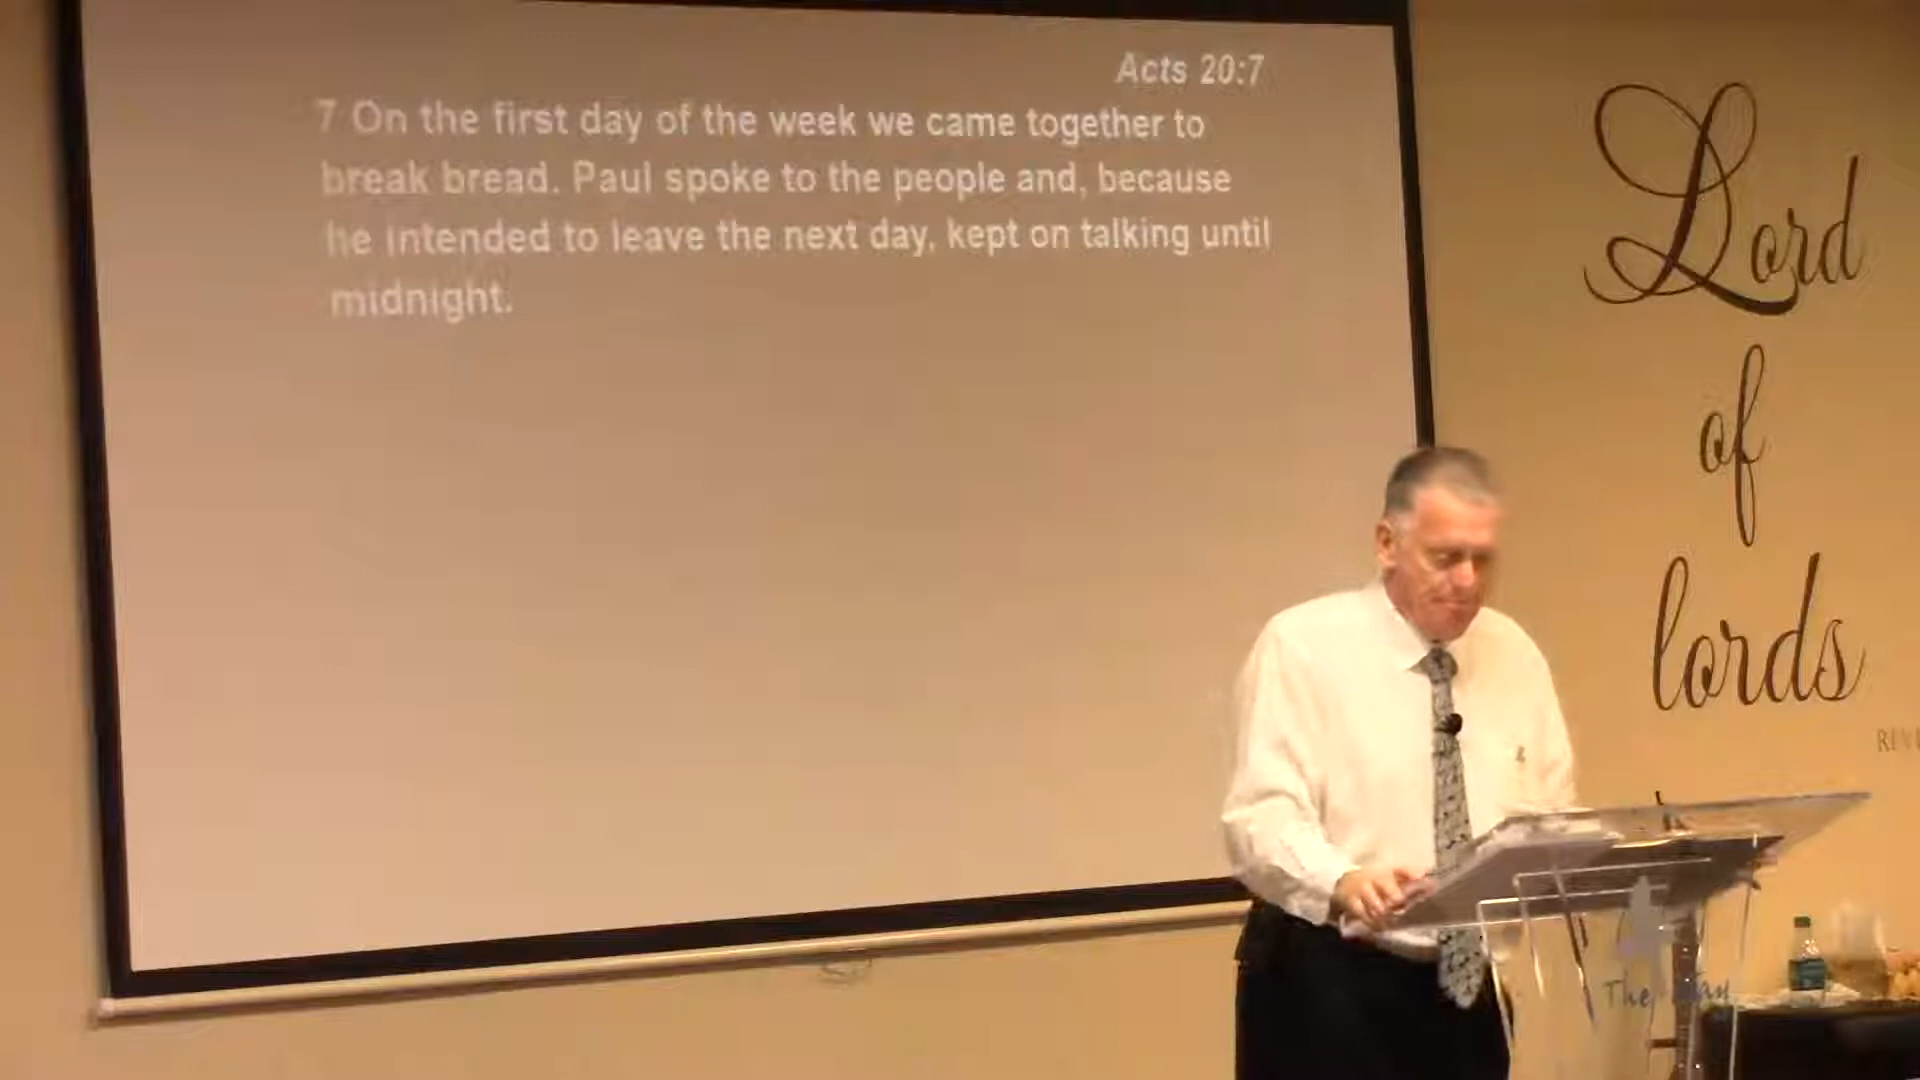 Acts 20:7
7 On the first day of the week we came together to
break bread. Paul spoke to the people and, because
he intended to leave the next day, kept on talking until
midnight.
Lord
of
lords
The Way